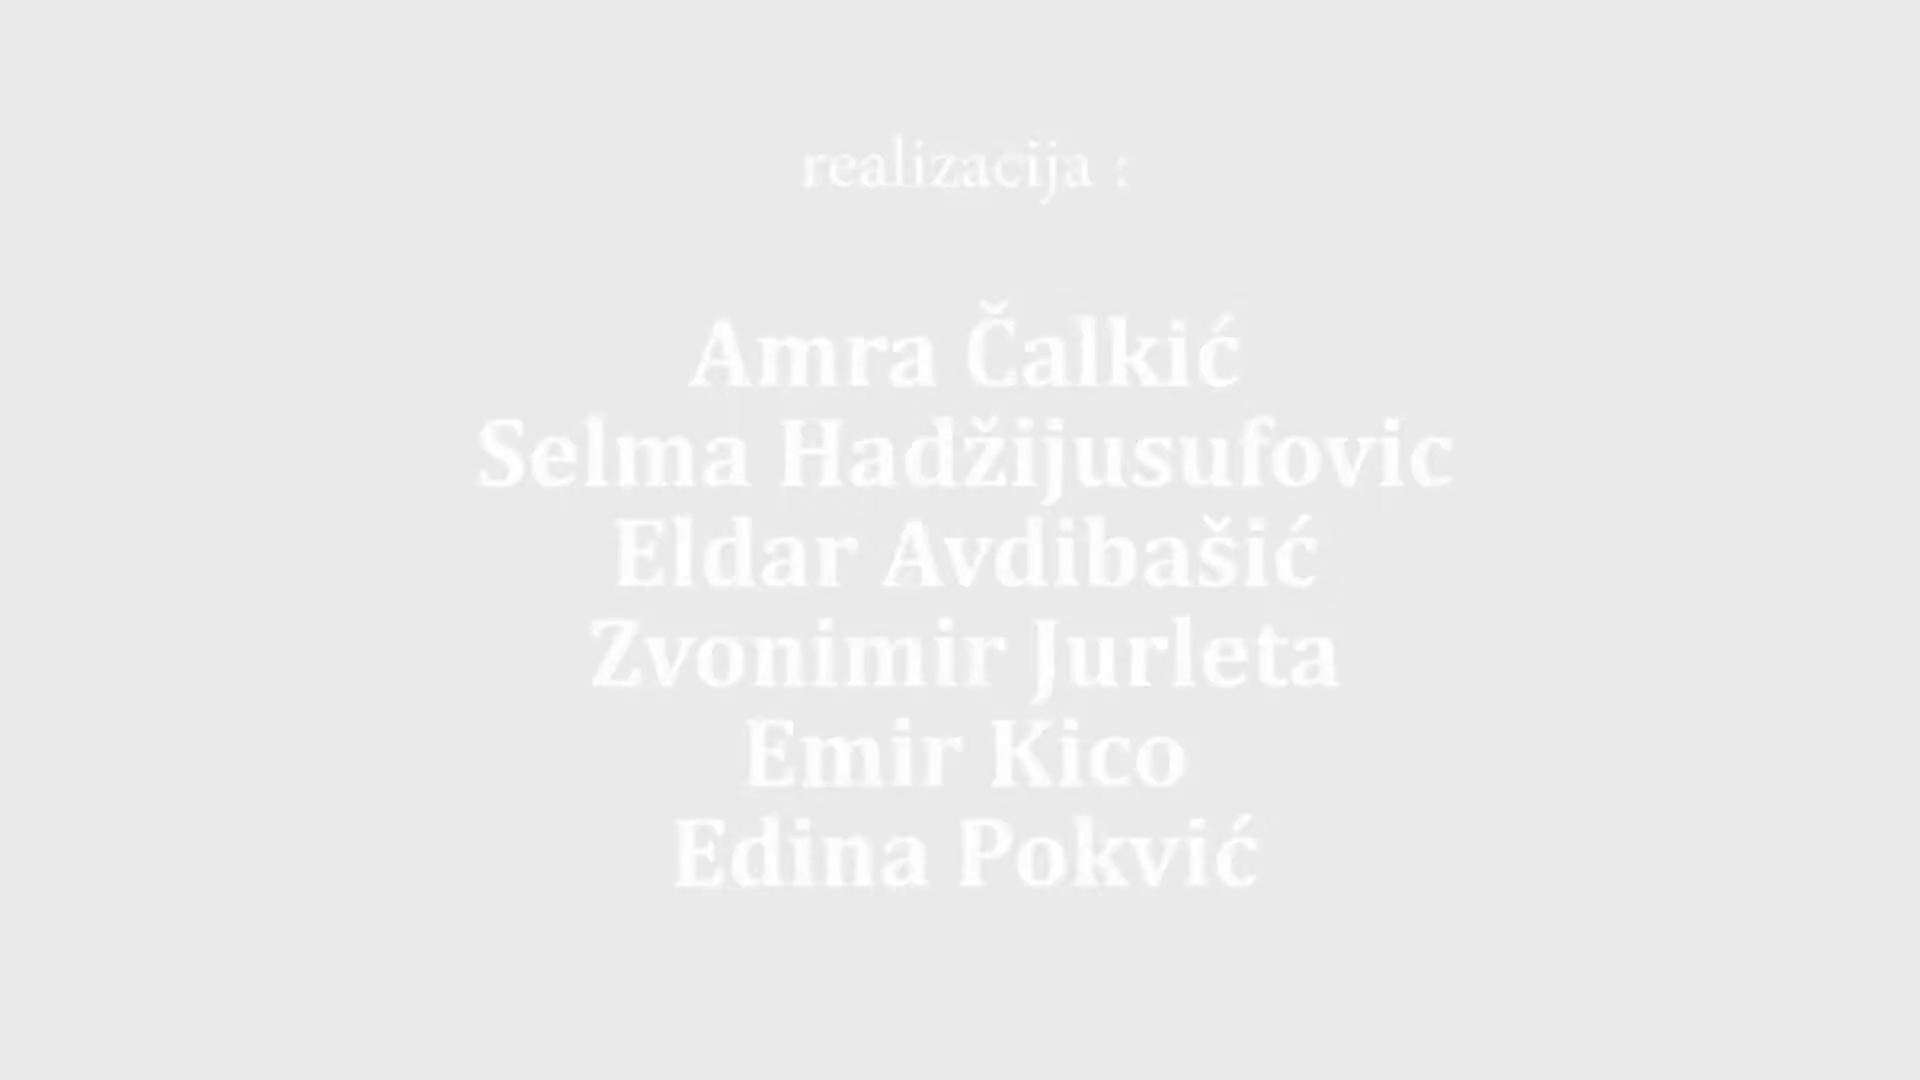 realizacija :
Amra Čalkić
Selma Hadžijusufovic
Eldar Avdibašić
Zvonimir Jurleta
Emir Kico
Edina Pokvić